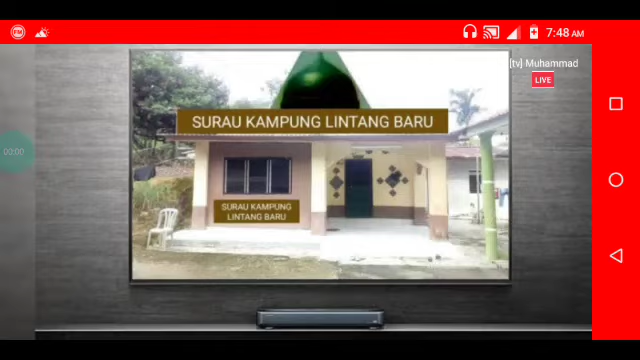 7:48 AM
[tv] Muhammad
LIVE
SURAU KAMPUNG LINTANG BARU
SURAU KAMPUNG
LINTANG BARU
00:00